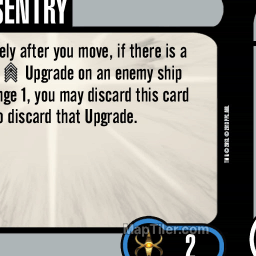 SENTRY
ely after you move, if there is a
Upgrade on an enemy ship
nge 1, you may discard this card
o discard that Upgrade.
MapTiler.com
2